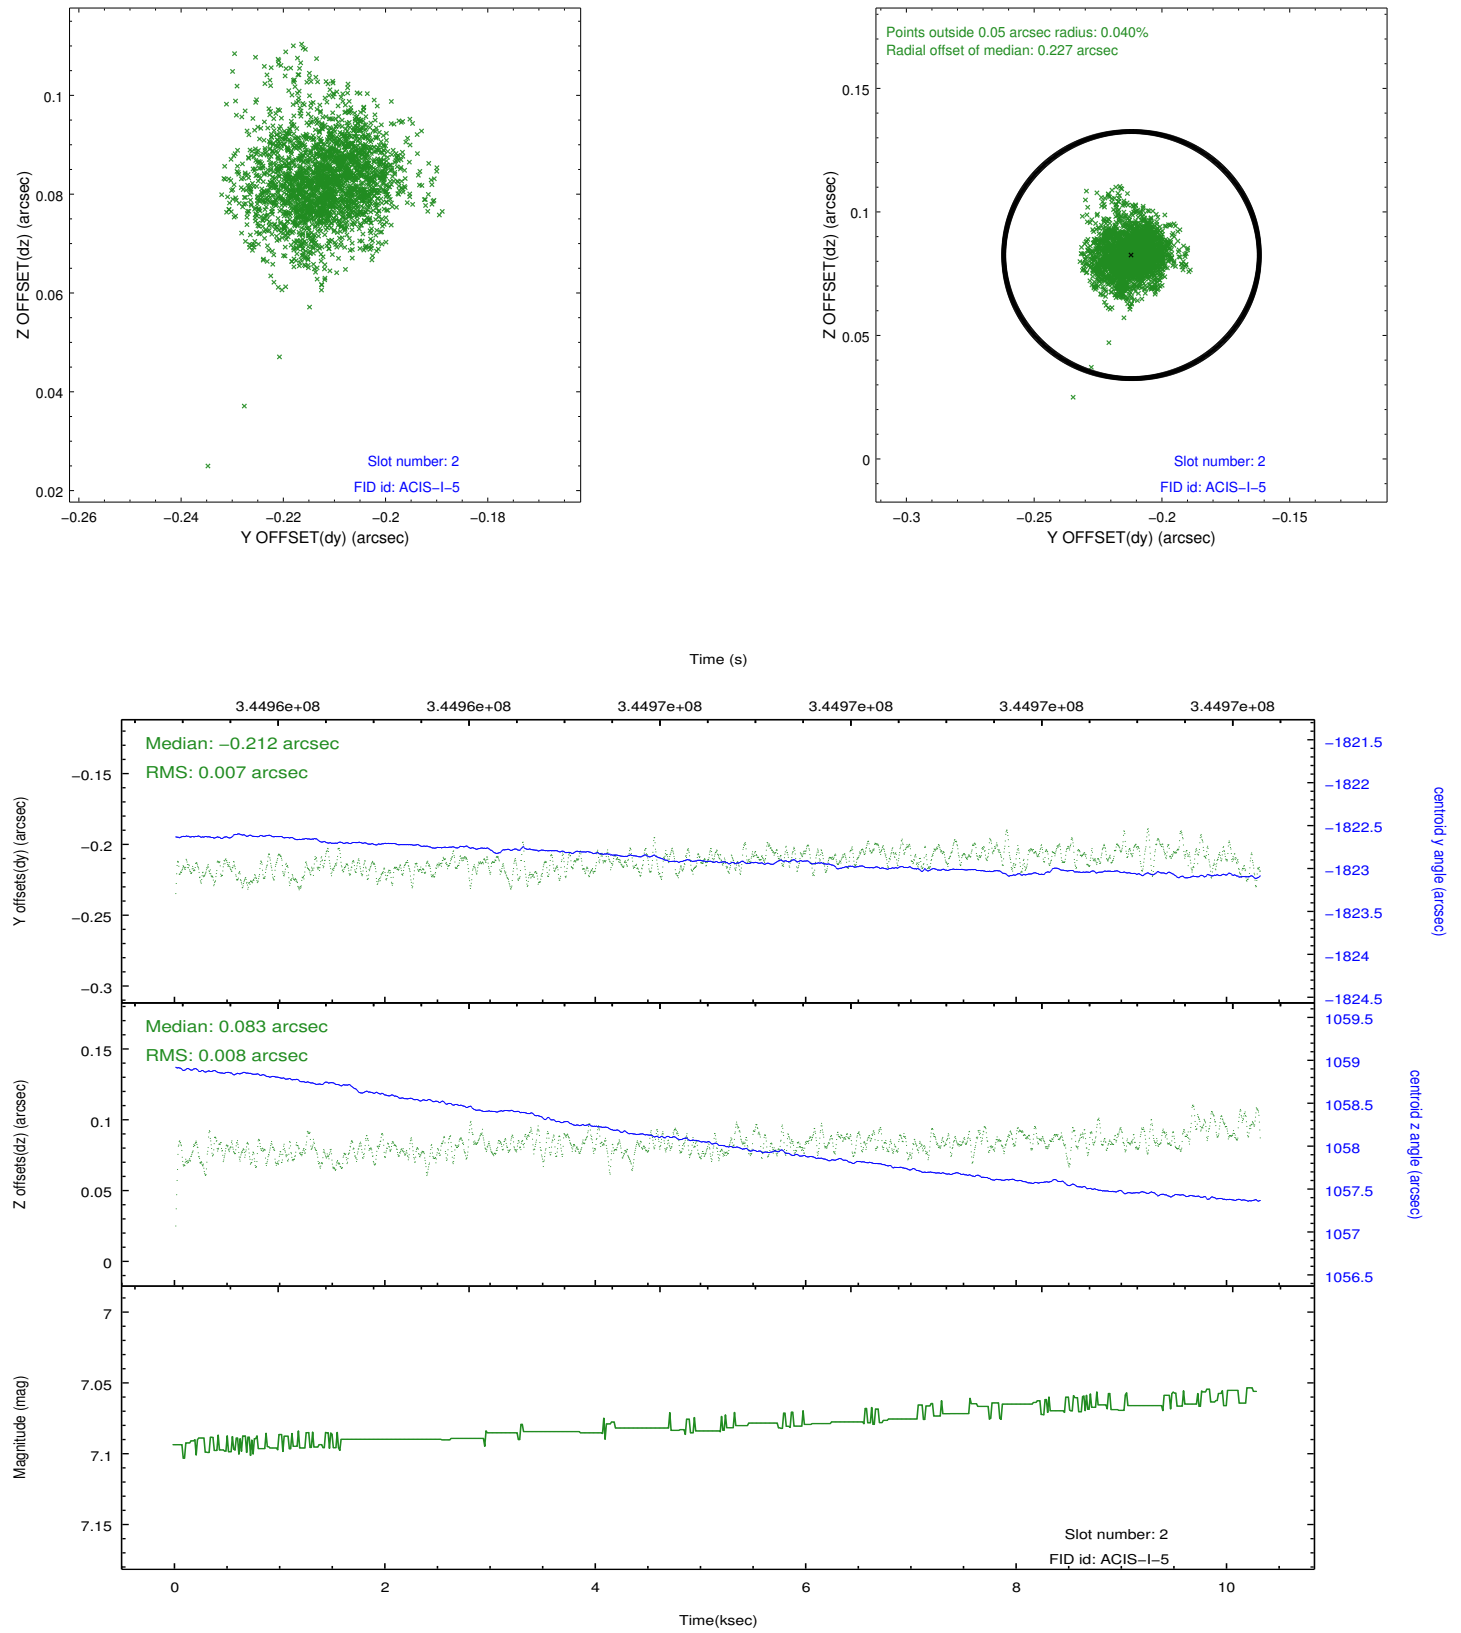 0.1
0.08
0.06
0.04
0.02
Z OFFSET(dz) (arcsec)
Slot number: 2
FID id: ACIS−I−5
−0.26 −0.24 −0.22 −0.2 −0.18
Y OFFSET(dy) (arcsec)
Points outside 0.05 arcsec radius: 0.040%
Radial offset of median: 0.227 arcsec
0.15
0.1
0.05
0
Z OFFSET(dz) (arcsec)
Slot number: 2
FID id: ACIS−I−5
−0.3 −0.25 −0.2 −0.15
Y OFFSET(dy) (arcsec)
Time (s)
3.4496e+08 3.4496e+08 3.4497e+08 3.4497e+08 3.4497e+08 3.4497e+08
Median: −0.212 arcsec
RMS: 0.007 arcsec
−0.15
−0.2
−0.25
−0.3
Y offsets(dy) (arcsec)
−1821.5
−1822
−1822.5
−1823
−1823.5
−1824
−1824.5
centroid y angle (arcsec)
Median: 0.083 arcsec
RMS: 0.008 arcsec
0.15
0.1
0.05
0
Z offsets(dz) (arcsec)
1059.5
1059
1058.5
1058
1057.5
1057
1056.5
centroid z angle (arcsec)
7
7.05
7.1
7.15
Magnitude (mag)
Slot number: 2
FID id: ACIS−I−5
0 2 4 6 8 10
Time(ksec)